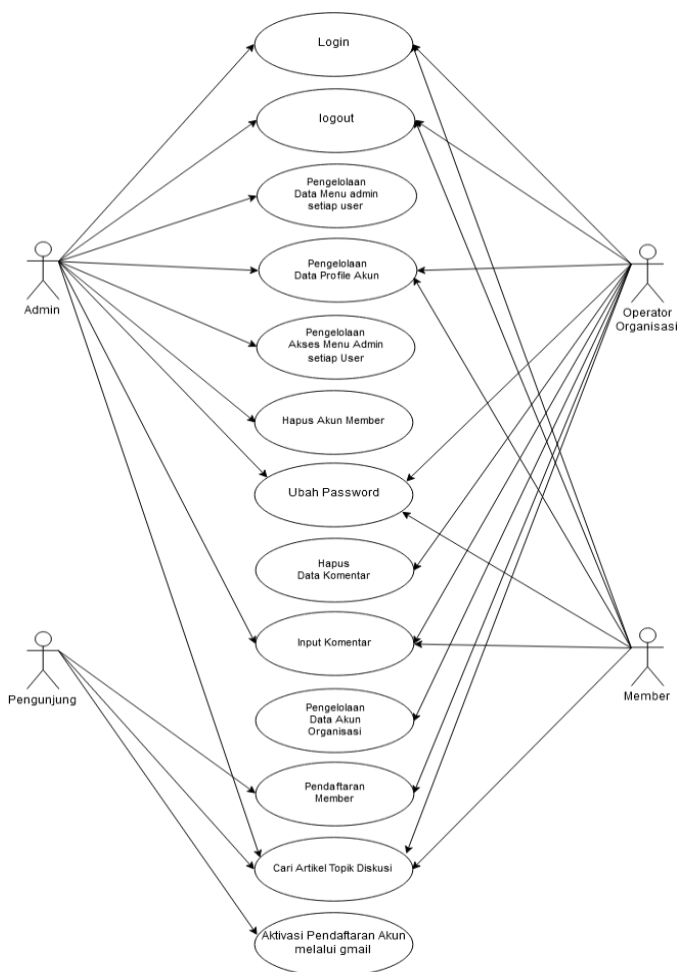 Login
logout
Pengelolaan
Data Menu admin
setiap user
Pengelolaan
Data Profile Akun
Admin
Operator
Organisasi
Pengelolaan
Akses Menu Admin
setiap User
Hapus Akun Member
Ubah Password
Hapus
Data Komentar
Input Komentar
Pengunjung
Member
Pengelolaan
Data Akun
Organisasi
Pendaftaran
Member
Cari Artikel Topik Diskusi
Aktivasi Pendaftaran Akun
melalui gmail